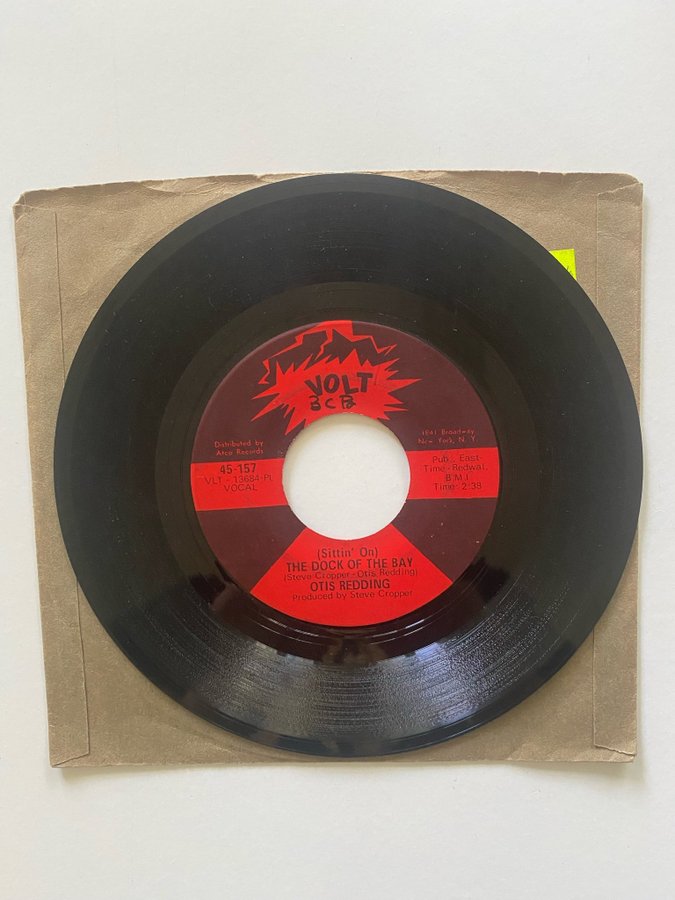 VOLT
BCB
Distributed by
Atco Records
1841 Broadway
New York, N. Y.
45-157
VLT - 13684-PL
VOCAL
Pub., East-
Time-Redwal,
BMI
Time: 2:38
(Sittin' On)
THE DOCK OF THE BAY
(Steve Cropper-Otis Redding)
OTIS REDDING
Produced by Steve Cropper